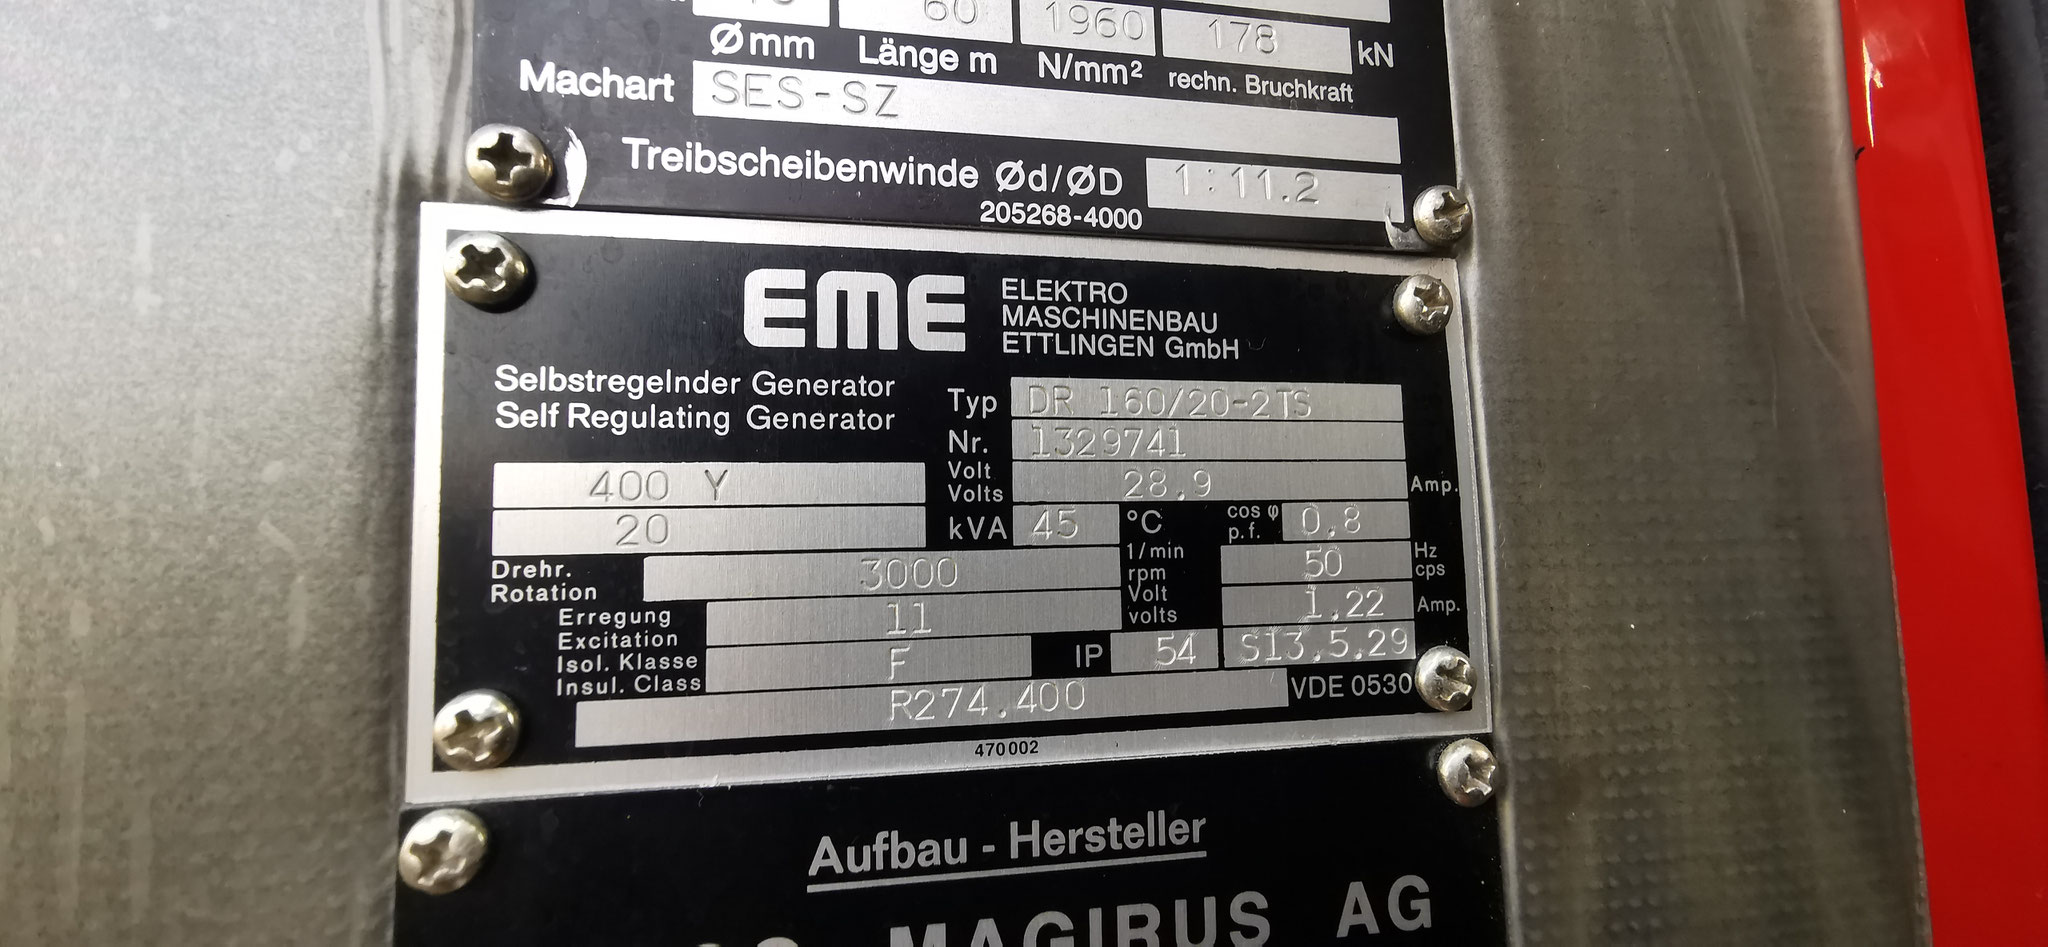 60 1960 178 kN
Ømm Länge m N/mm² rechn. Bruchkraft
Machart SES-SZ
Treibscheibenwinde Ød/ØD 1:11.2
205268-4000
EME ELEKTRO
MASCHINENBAU
ETTLINGEN GmbH
Selbstregelnder Generator
Self Regulating Generator
Typ DR 160/20-2TS
Nr. 1329741
400 Y Volt Volts 28.9 Amp.
20 kVA 45 °C cos φ p.f. 0,8
Drehr. Rotation 3000 1/min rpm 50 Hz cps
Erregung Excitation 11 Volt volts 1.22 Amp.
Isol. Klasse Insul. Class F IP 54 S13.5.29
R274.400 VDE 0530
470002
Aufbau - Hersteller
MAGIRUS AG